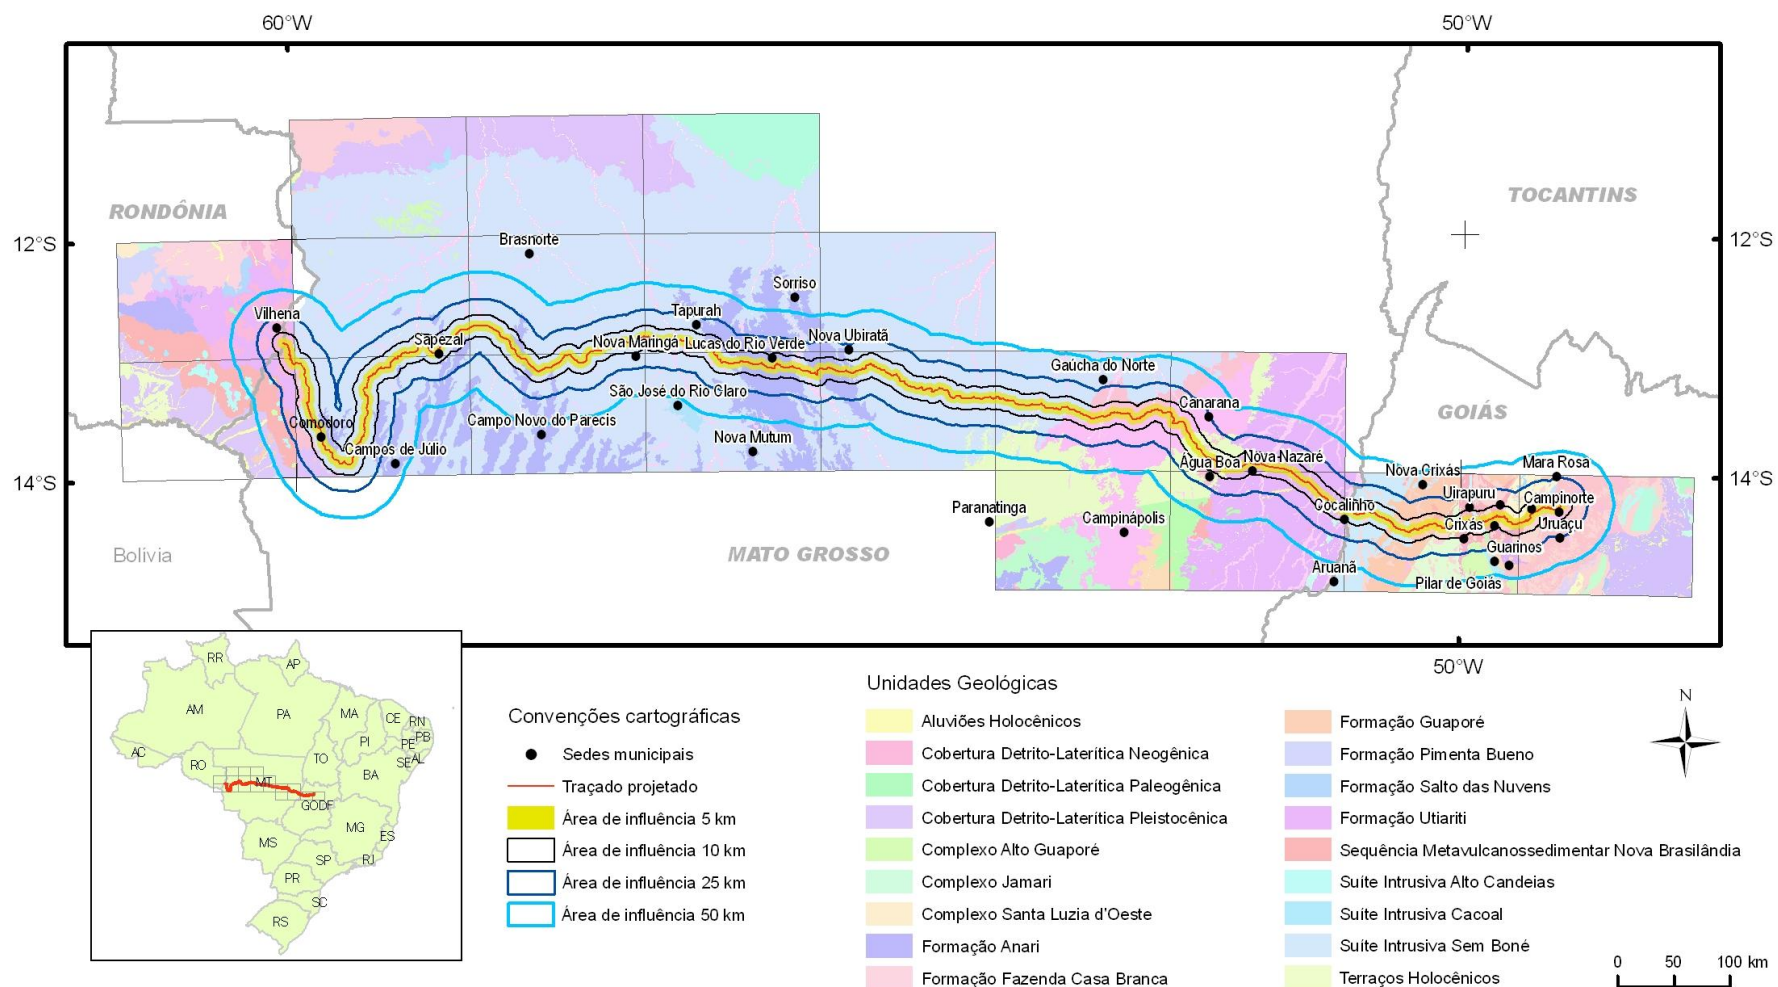 60°W
50°W
RONDÔNIA
TOCANTINS
12°S
12°S
Brasnorte
Sorriso
Vilhena
Tapurah
Sapezal
Nova Maringá
Lucas do Rio Verde
Nova Ubiratã
Gaúcha do Norte
São José do Rio Claro
Canarana
GOIÁS
Comodoro
Campo Novo do Parecis
Campos de Júlio
Nova Mutum
Água Boa
Nova Nazaré
Nova Crixás
Mara Rosa
14°S
14°S
Uirapuru
Campinorte
Paranatinga
Campinápolis
Cocalinho
Crixás
Uruaçu
Bolívia
MATO GROSSO
Guarinos
Aruanã
Pilar de Goiás
50°W
RR
AP
AM
PA
MA
CE
RN
PB
PI
PE
AC
RO
TO
SE
AL
BA
MT
GO
DF
MG
ES
MS
SP
RJ
PR
SC
RS
Convenções cartográficas
Sedes municipais
Traçado projetado
Área de influência 5 km
Área de influência 10 km
Área de influência 25 km
Área de influência 50 km
Unidades Geológicas
Aluviões Holocênicos
Cobertura Detrito-Laterítica Neogênica
Cobertura Detrito-Laterítica Paleogênica
Cobertura Detrito-Laterítica Pleistocênica
Complexo Alto Guaporé
Complexo Jamari
Complexo Santa Luzia d'Oeste
Formação Anari
Formação Fazenda Casa Branca
Formação Guaporé
Formação Pimenta Bueno
Formação Salto das Nuvens
Formação Utiariti
Sequência Metavulcanossedimentar Nova Brasilândia
Suíte Intrusiva Alto Candeias
Suíte Intrusiva Cacoal
Suíte Intrusiva Sem Boné
Terraços Holocênicos
N
0 50 100 km